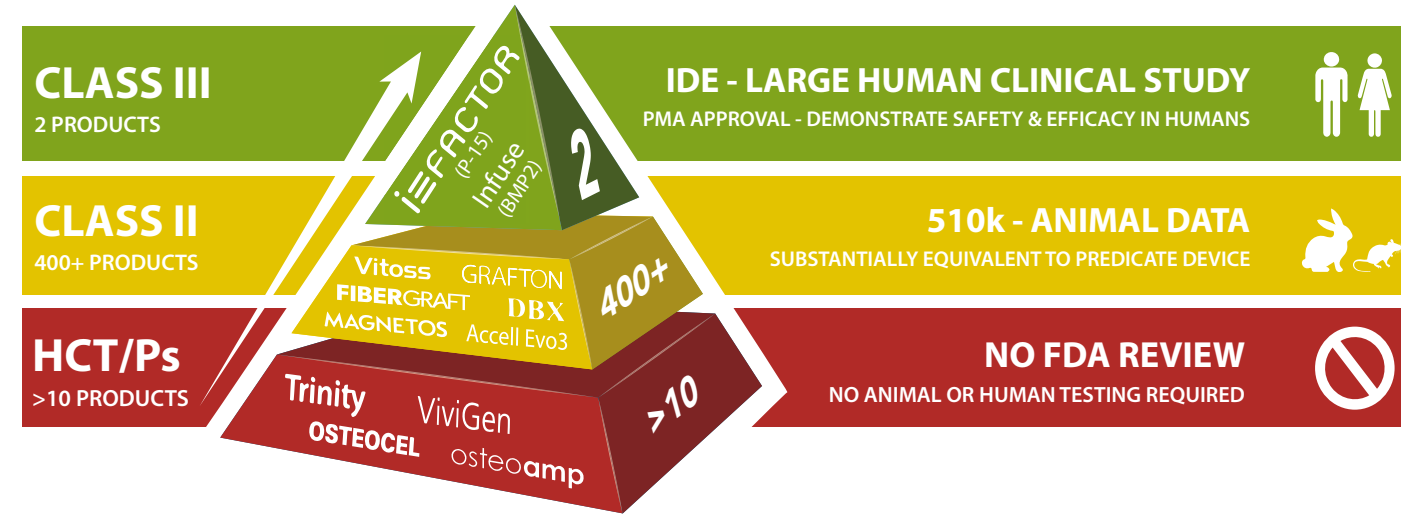 CLASS III
2 PRODUCTS
i≡FACTOR
(P-15)
Infuse
(BMP2)
2
IDE - LARGE HUMAN CLINICAL STUDY
PMA APPROVAL - DEMONSTRATE SAFETY & EFFICACY IN HUMANS
CLASS II
400+ PRODUCTS
Vitoss GRAFTON
FIBERGRAFT DBX
MAGNETOS Accell Evo3
400+
510k - ANIMAL DATA
SUBSTANTIALLY EQUIVALENT TO PREDICATE DEVICE
HCT/Ps
>10 PRODUCTS
Trinity ViviGen
OSTEOCEL osteoamp
>10
NO FDA REVIEW
NO ANIMAL OR HUMAN TESTING REQUIRED